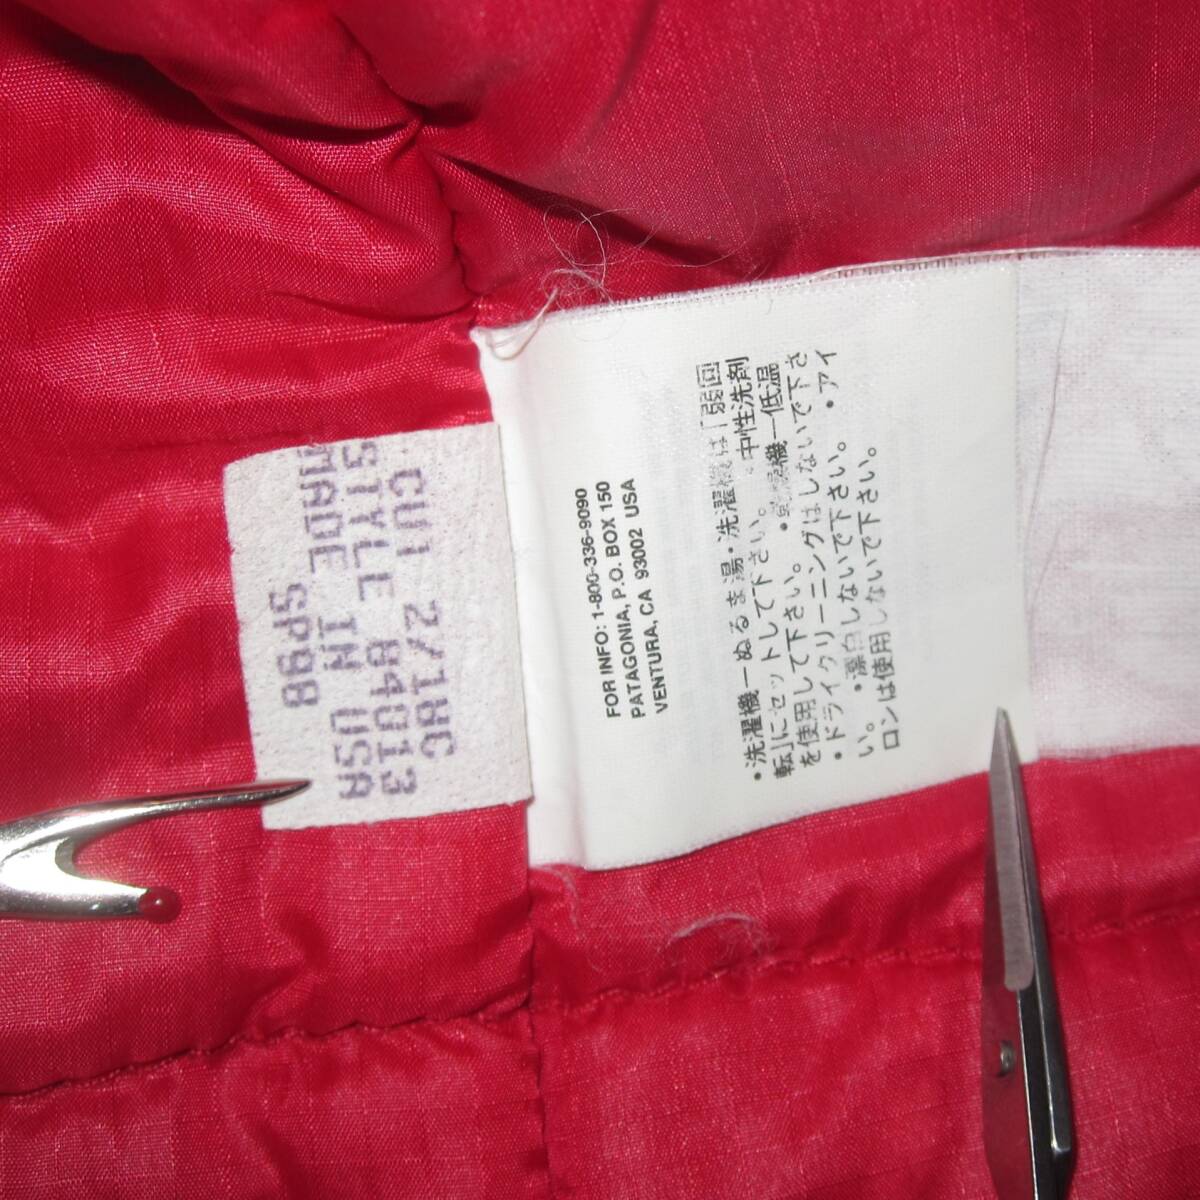 SP98
MADE IN USA
STYLE 84013
CUT 2/18C
FOR INFO: 1-800-336-9090
PATAGONIA, P.O. BOX 150
VENTURA, CA 93002 USA
・洗濯機ーぬるま湯・洗濯機は「弱回
転」にセットして下さい。・中性洗剤
を使用して下さい。・乾燥機ー低温
・ドライクリーニングはしないで下さ
い。・漂白しないで下さい。・アイ
ロンは使用しないで下さい。